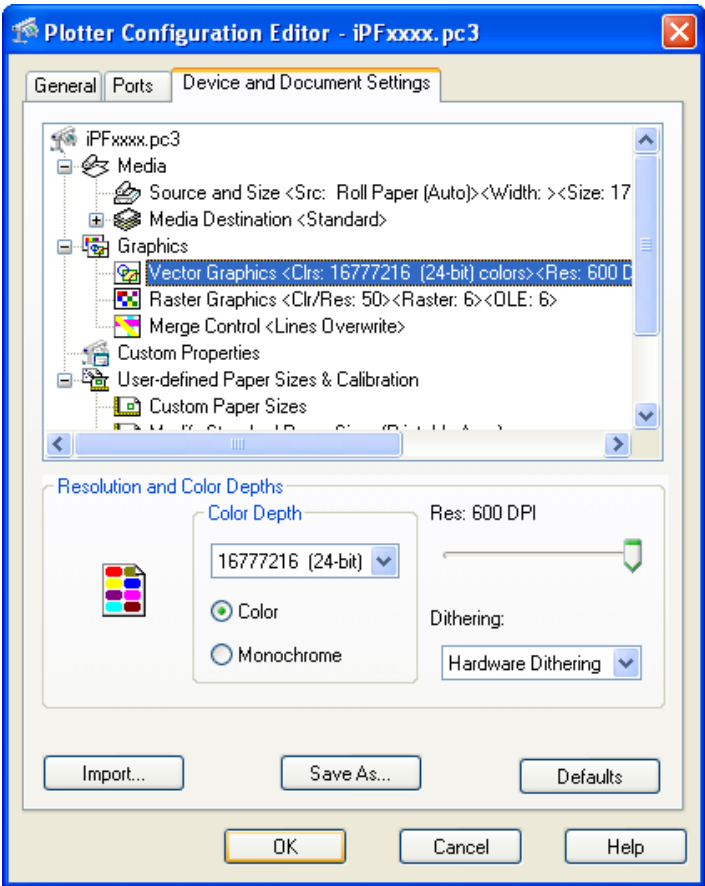 Plotter Configuration Editor - iPFxxxx.pc3
General Ports Device and Document Settings
iPFxxxx.pc3
Media
Source and Size <Src: Roll Paper (Auto)><Width: ><Size: 17
Media Destination <Standard>
Graphics
Vector Graphics <Clrs: 16777216 (24-bit) colors><Res: 600 D
Raster Graphics <Clr/Res: 50><Raster: 6><OLE: 6>
Merge Control <Lines Overwrite>
Custom Properties
User-defined Paper Sizes & Calibration
Custom Paper Sizes
Resolution and Color Depths
Color Depth
Res: 600 DPI
16777216 (24-bit)
Color
Dithering:
Monochrome
Hardware Dithering
Import... Save As... Defaults
OK Cancel Help